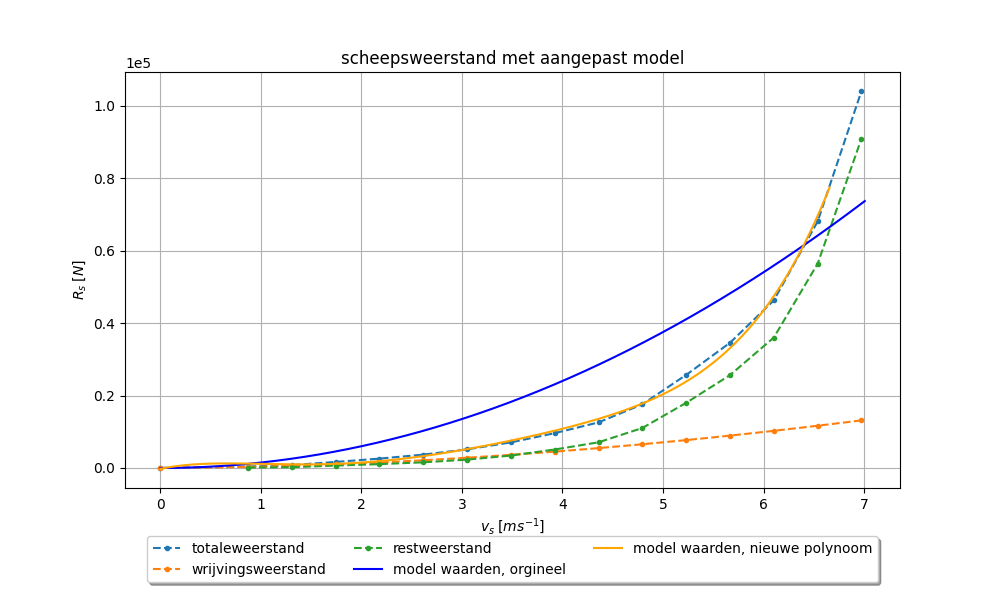 scheepsweerstand met aangepast model
1e5
1.0
0.8
0.6
0.4
0.2
0.0
R_s [N]
0 1 2 3 4 5 6 7
v_s [ms^{-1}]
totaleweerstand
wrijvingsweerstand
restweerstand
model waarden, orgineel
model waarden, nieuwe polynoom